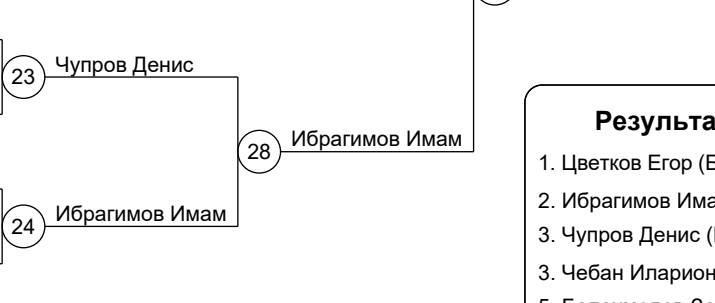 23
Чупров Денис
28
Ибрагимов Имам
24
Ибрагимов Имам
Результа
1. Цветков Егор (
2. Ибрагимов Има
3. Чупров Денис (
3. Чебан Иларион
5.